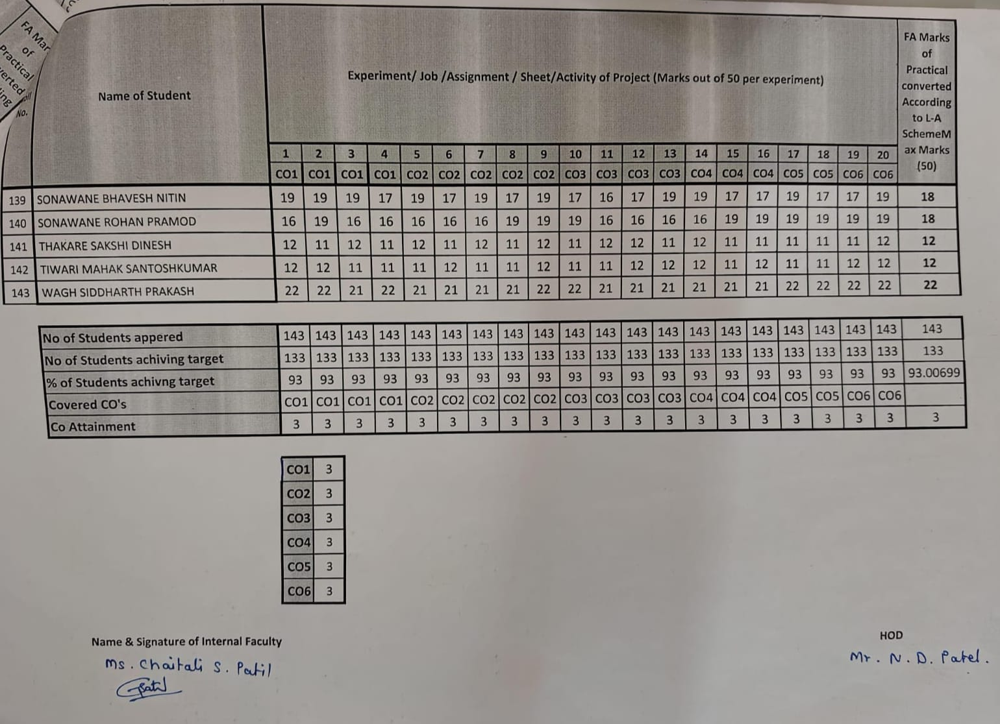 FA Mar
of
Practical
verted
ing
No.
Name of Student
Experiment/ Job /Assignment / Sheet/Activity of Project (Marks out of 50 per experiment)
FA Marks
of
Practical
converted
According
to L-A
SchemeM
ax Marks
(50)
1 2 3 4 5 6 7 8 9 10 11 12 13 14 15 16 17 18 19 20
CO1 CO1 CO1 CO1 CO2 CO2 CO2 CO2 CO2 CO3 CO3 CO3 CO3 CO4 CO4 CO4 CO5 CO5 CO6 CO6
139 SONAWANE BHAVESH NITIN 19 19 19 17 19 17 19 17 19 17 16 17 19 19 17 17 19 17 17 19 18
140 SONAWANE ROHAN PRAMOD 16 19 16 16 16 16 16 19 19 19 16 16 16 16 19 19 19 19 19 19 18
141 THAKARE SAKSHI DINESH 12 11 12 11 12 11 12 11 12 11 12 12 11 12 11 11 11 11 11 12 12
142 TIWARI MAHAK SANTOSHKUMAR 12 12 11 11 11 12 11 11 12 11 11 12 12 12 11 12 11 11 12 12 12
143 WAGH SIDDHARTH PRAKASH 22 22 21 22 21 21 21 21 22 22 21 21 21 21 21 21 22 22 22 22 22
No of Students appered 143 143 143 143 143 143 143 143 143 143 143 143 143 143 143 143 143 143 143 143 143
No of Students achiving target 133 133 133 133 133 133 133 133 133 133 133 133 133 133 133 133 133 133 133 133 133
% of Students achivng target 93 93 93 93 93 93 93 93 93 93 93 93 93 93 93 93 93 93 93 93 93.00699
Covered CO's CO1 CO1 CO1 CO1 CO2 CO2 CO2 CO2 CO2 CO3 CO3 CO3 CO3 CO4 CO4 CO4 CO5 CO5 CO6 CO6
Co Attainment 3 3 3 3 3 3 3 3 3 3 3 3 3 3 3 3 3 3 3 3 3
CO1 3
CO2 3
CO3 3
CO4 3
CO5 3
CO6 3
Name & Signature of Internal Faculty
Ms. Chaitali S. Patil
HOD
Mr. N. D. Patel.